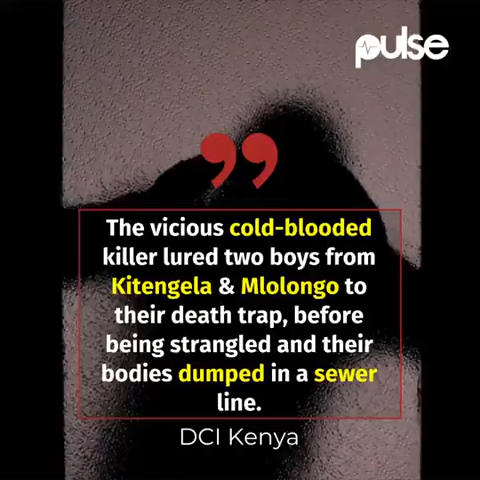 pulse
The vicious cold-blooded
killer lured two boys from
Kitengela & Mlolongo to
their death trap, before
being strangled and their
bodies dumped in a sewer
line.
DCI Kenya